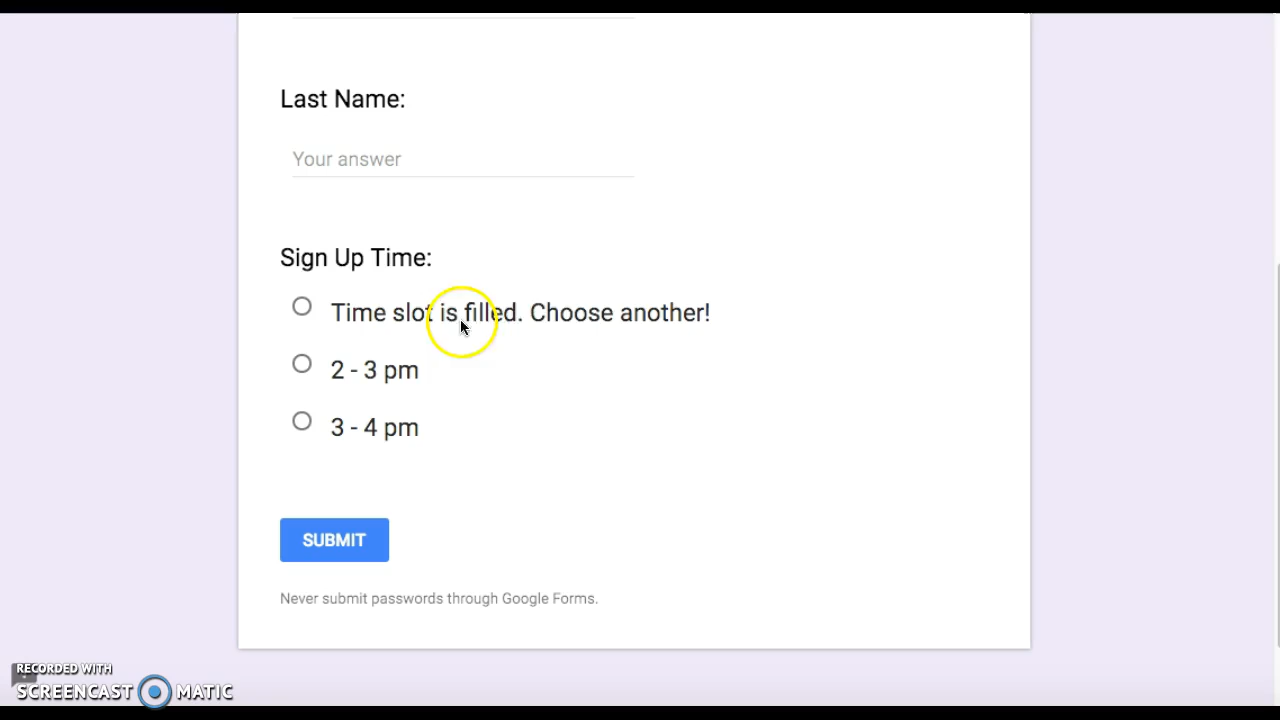 Last Name:
Your answer
Sign Up Time:
Time slot is filled. Choose another!
2 - 3 pm
3 - 4 pm
SUBMIT
Never submit passwords through Google Forms.
RECORDED WITH
SCREENCAST MATIC